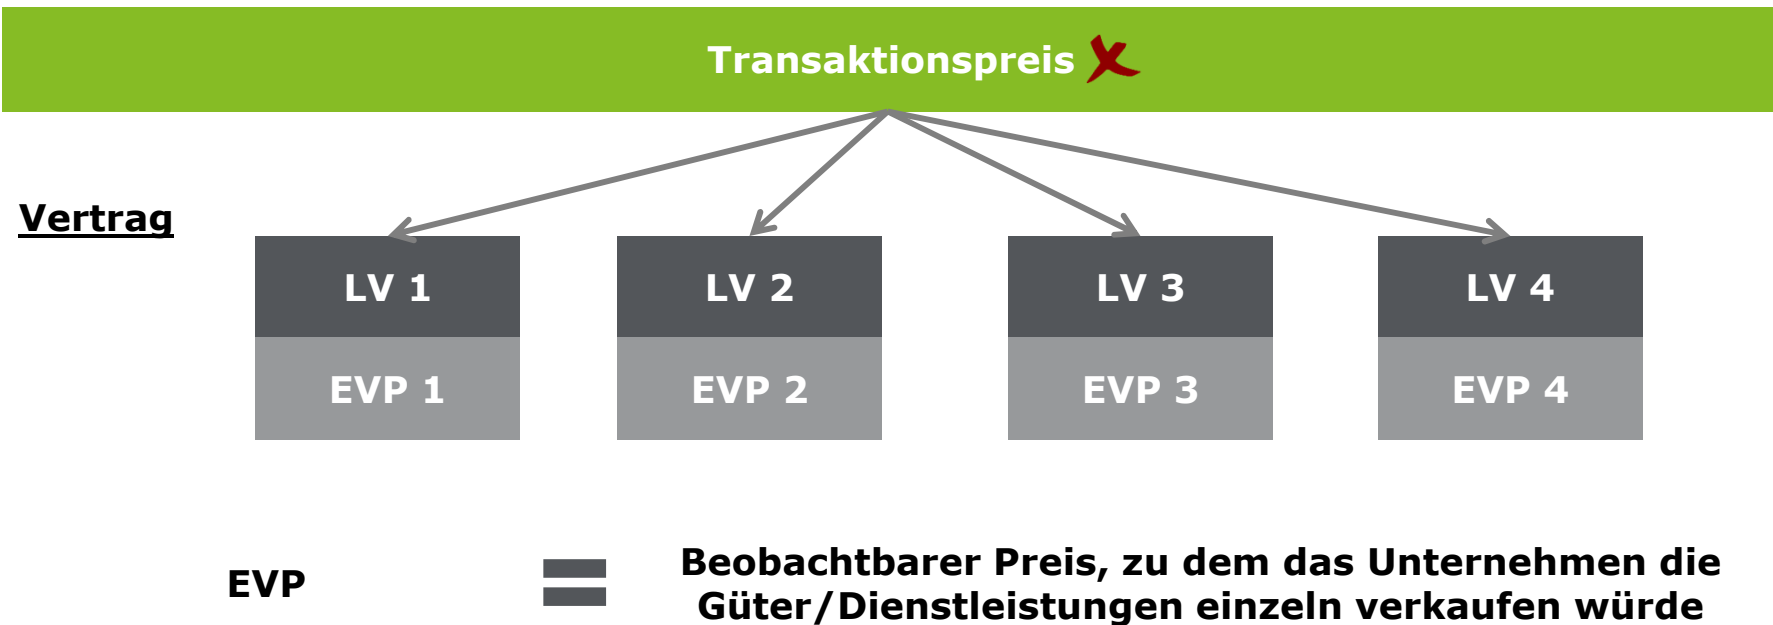 Transaktionspreis
Vertrag
LV 1
LV 2
LV 3
LV 4
EVP 1
EVP 2
EVP 3
EVP 4
EVP
Beobachtbarer Preis, zu dem das Unternehmen die
Güter/Dienstleistungen einzeln verkaufen würde